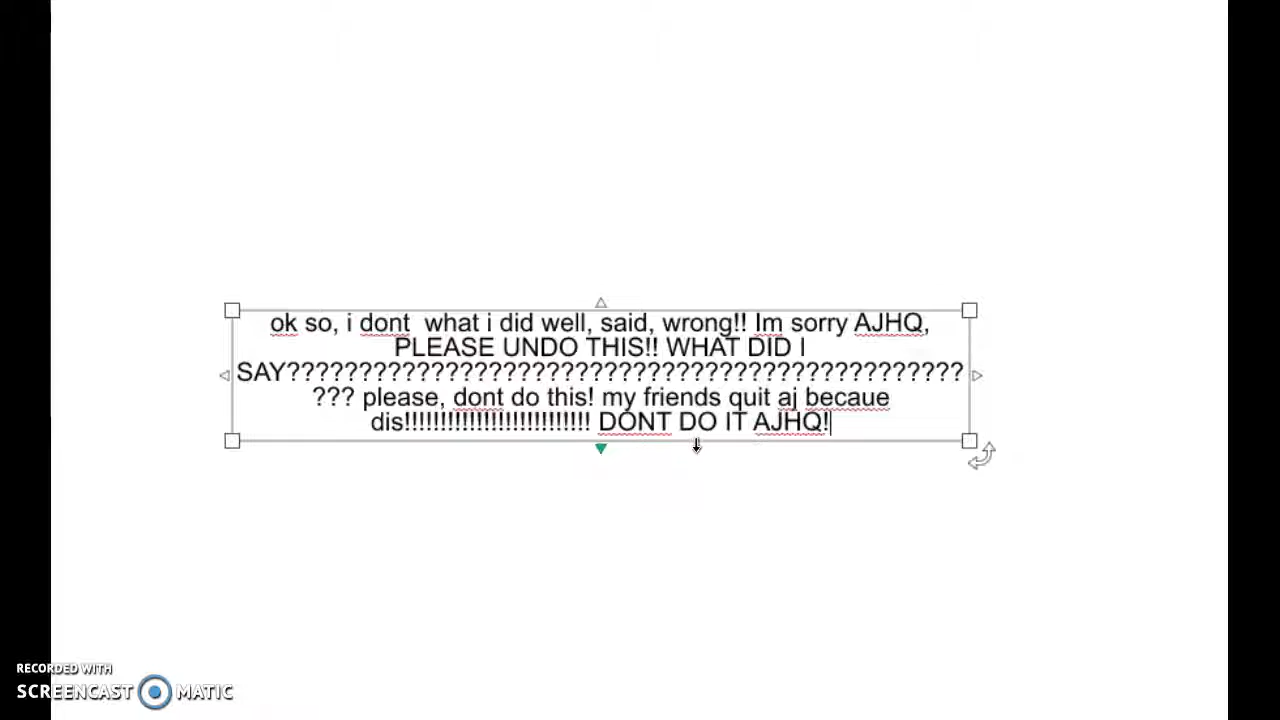 ok so, i dont  what i did well, said, wrong!! Im sorry AJHQ,
PLEASE UNDO THIS!! WHAT DID I
SAY???????????????????????????????????????????????
??? please, dont do this! my friends quit aj becaue
dis!!!!!!!!!!!!!!!!!!!!!!!!!! DONT DO IT AJHQ!
RECORDED WITH
SCREENCAST MATIC